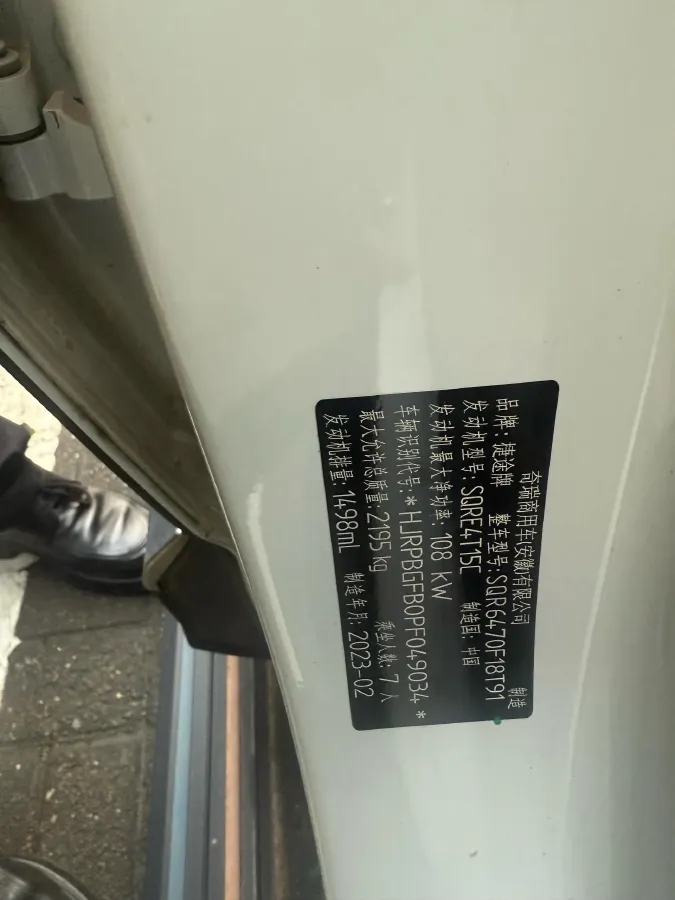 奇瑞商用车安徽有限公司 制造
品牌: 捷途牌 整车型号: SQR6470F18T91
发动机型号: SQRE4T15C 制造国: 中国
发动机最大净功率: 108 kW
车辆识别代号: * HJRPBGFB0PF049034 *
最大允许总质量: 2195 kg 乘坐人数: 7 人
发动机排量: 1498ml 制造年月: 2023-02